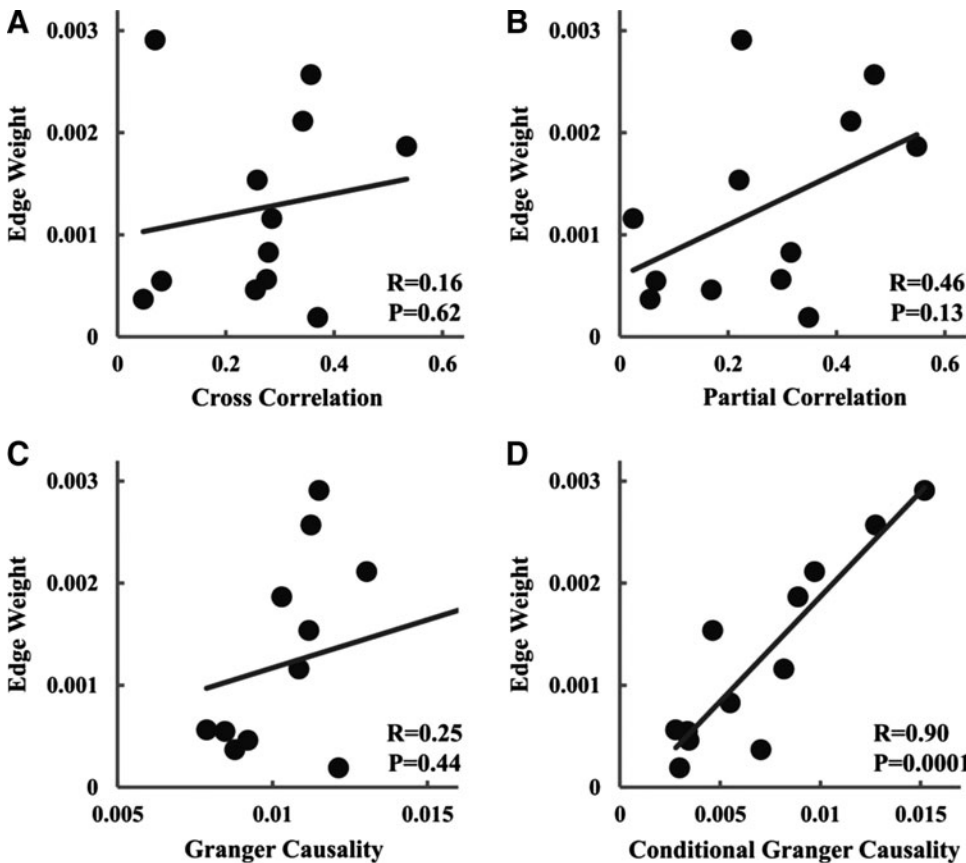 A
0.003
0.002
0.001
0
Edge Weight
R=0.16
P=0.62
0 0.2 0.4 0.6
Cross Correlation
B
0.003
0.002
0.001
0
Edge Weight
R=0.46
P=0.13
0 0.2 0.4 0.6
Partial Correlation
C
0.003
0.002
0.001
0
Edge Weight
R=0.25
P=0.44
0.005 0.01 0.015
Granger Causality
D
0.003
0.002
0.001
0
Edge Weight
R=0.90
P=0.0001
0 0.005 0.01 0.015
Conditional Granger Causality